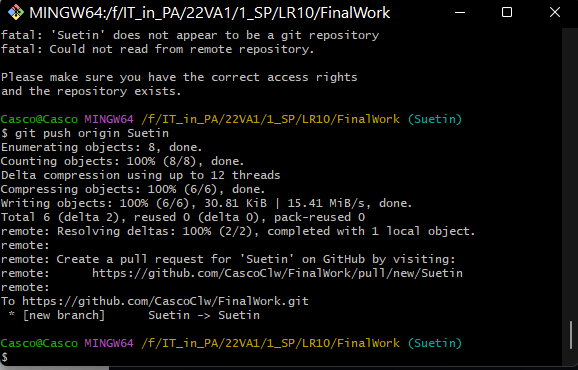 MINGW64:/f/IT_in_PA/22VA1/1_SP/LR10/FinalWork
fatal: 'Suetin' does not appear to be a git repository
fatal: Could not read from remote repository.
Please make sure you have the correct access rights
and the repository exists.
Casco@Casco MINGW64 /f/IT_in_PA/22VA1/1_SP/LR10/FinalWork (Suetin)
$ git push origin Suetin
Enumerating objects: 8, done.
Counting objects: 100% (8/8), done.
Delta compression using up to 12 threads
Compressing objects: 100% (6/6), done.
Writing objects: 100% (6/6), 30.81 KiB | 15.41 MiB/s, done.
Total 6 (delta 2), reused 0 (delta 0), pack-reused 0
remote: Resolving deltas: 100% (2/2), completed with 1 local object.
remote:
remote: Create a pull request for 'Suetin' on GitHub by visiting:
remote:      https://github.com/CascoClw/FinalWork/pull/new/Suetin
remote:
To https://github.com/CascoClw/FinalWork.git
 * [new branch]      Suetin -> Suetin
Casco@Casco MINGW64 /f/IT_in_PA/22VA1/1_SP/LR10/FinalWork (Suetin)
$